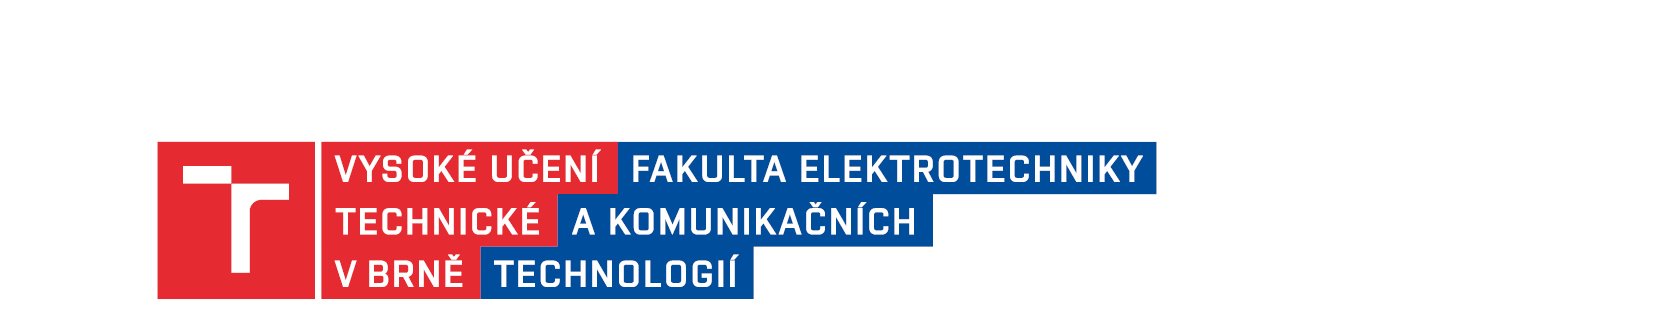 VYSOKÉ UČENÍ FAKULTA ELEKTROTECHNIKY
TECHNICKÉ A KOMUNIKAČNÍCH
V BRNĚ TECHNOLOGIÍ